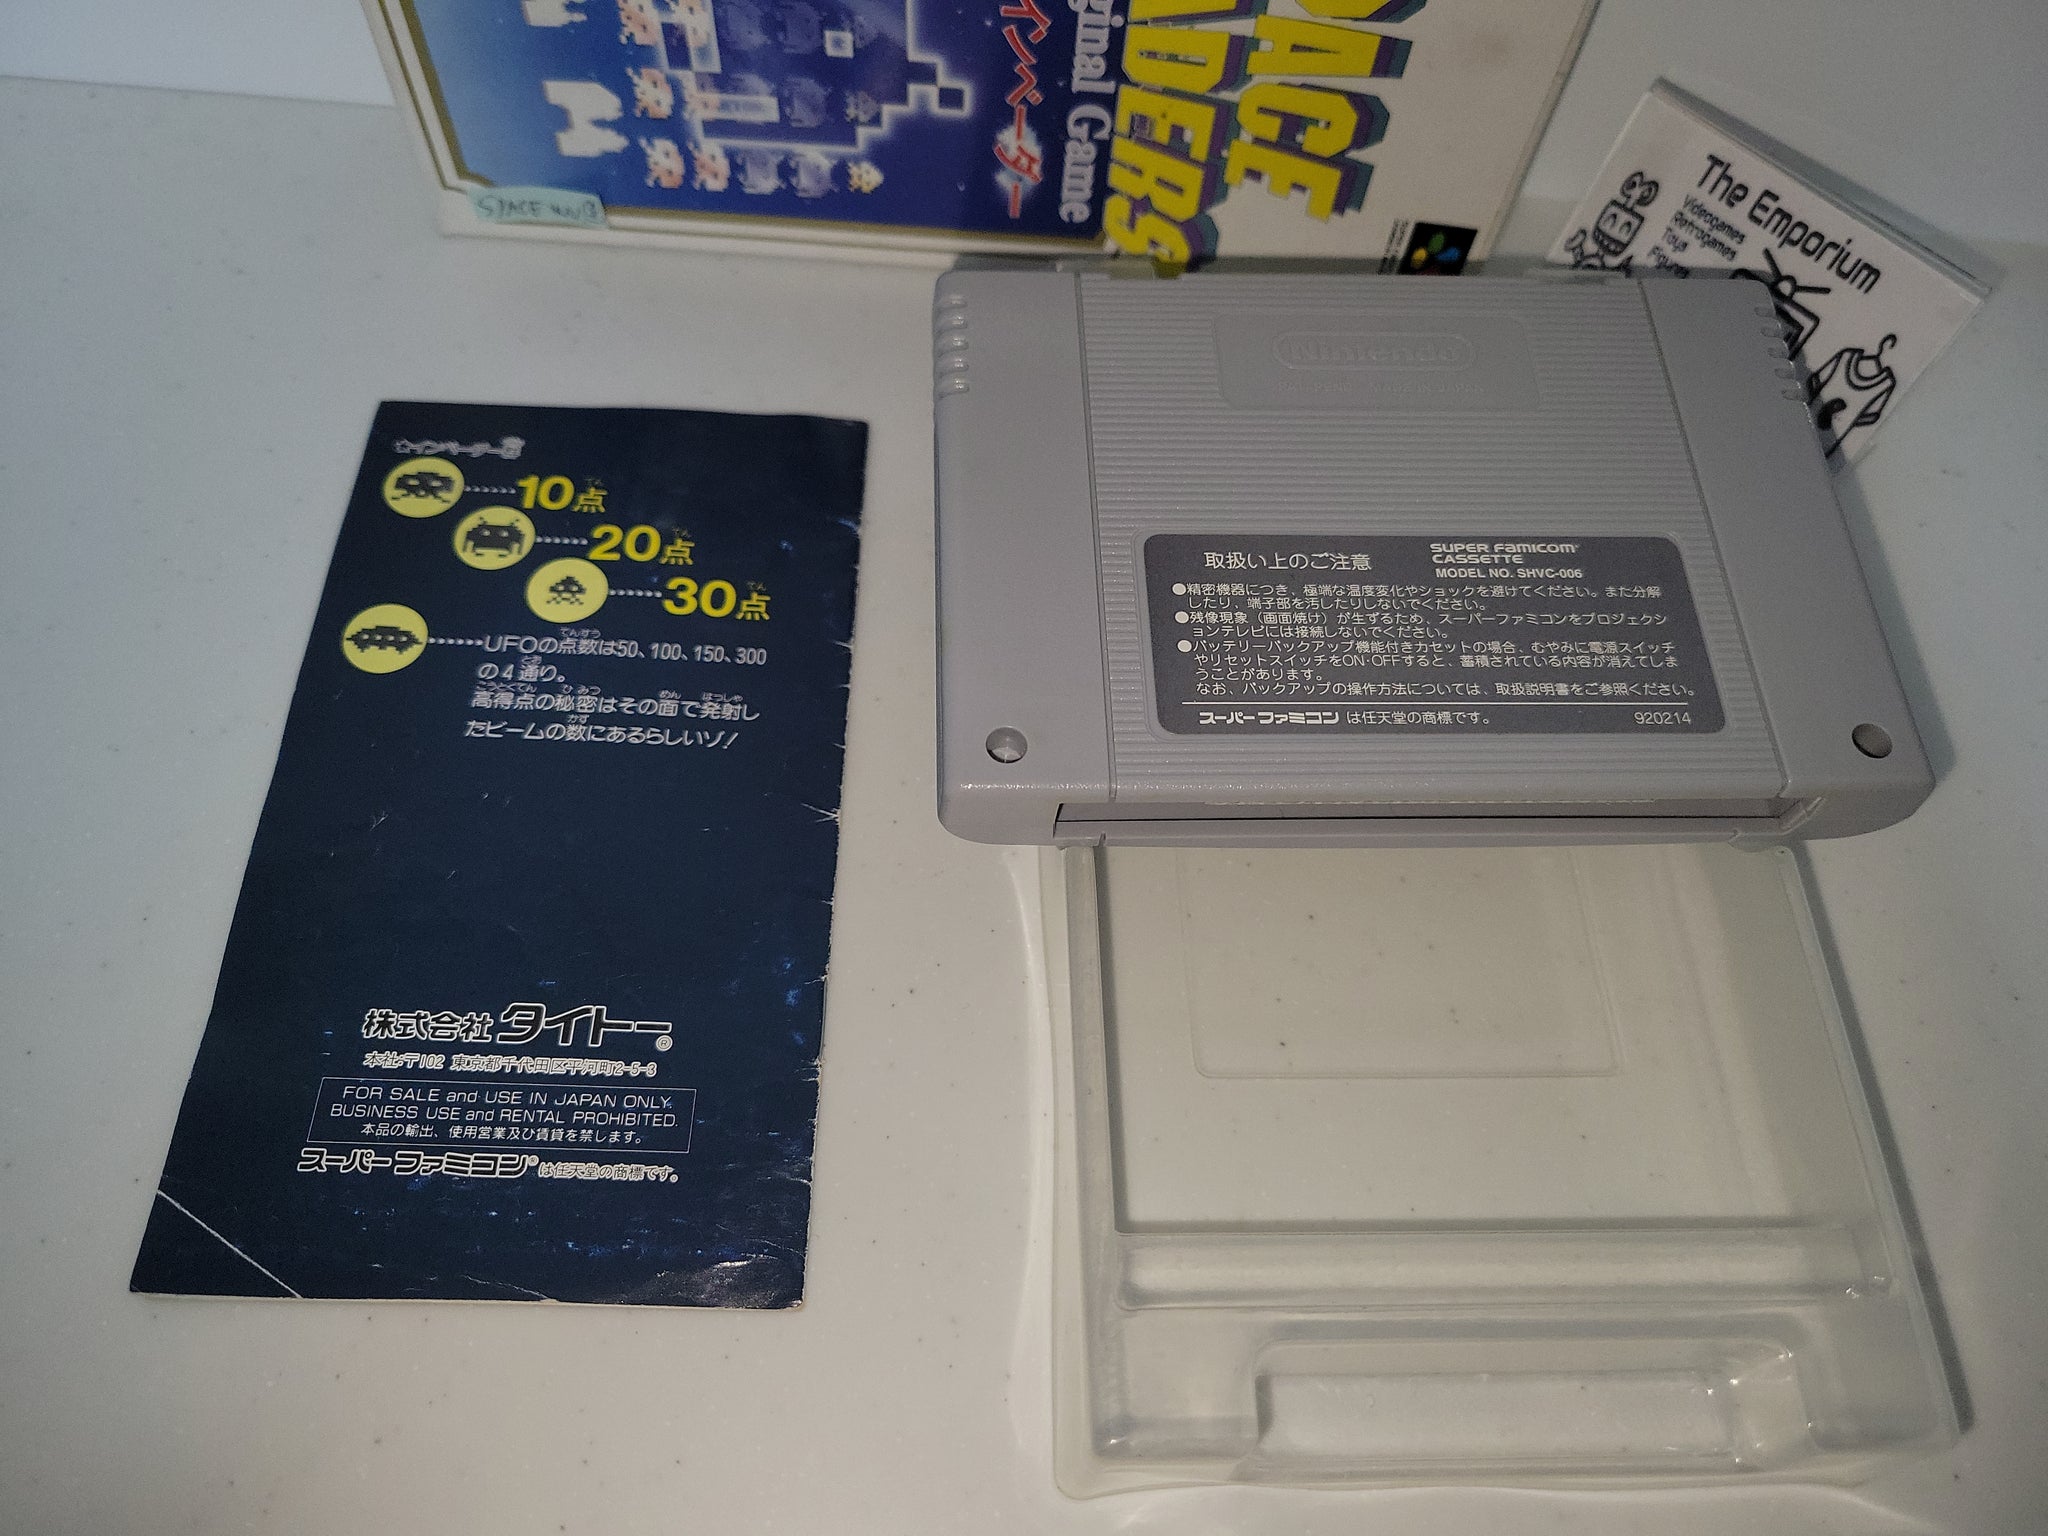 SPACE
ADERS
ginal Game
インベーダー
The Emporium
Videogames
Retrogames
Toys
Figures
Nintendo
取扱い上のご注意
SUPER FAMICOM
CASSETTE
MODEL NO. SHVC-006
●精密機器につき、極端な温度変化やショックを避けてください。また分解
したり、端子部を汚したりしないでください。
●残像現象（画面焼け）が生ずるため、スーパーファミコンをプロジェクシ
ョンテレビには接続しないでください。
●バッテリーバックアップ機能付きカセットの場合、むやみに電源スイッチ
やリセットスイッチをON・OFFすると、蓄積されている内容が消えてしま
うことがあります。
なお、バックアップの操作方法については、取扱説明書をご参照ください。
スーパーファミコン は任天堂の商標です。
920214
☆インベーダー
10点
20点
30点
UFOの点数は50、100、150、300
の4通り。
高得点の秘密はその面で発射し
たビームの数にあるらしいゾ！
株式会社 タイトー®
本社:〒102 東京都千代田区平河町2-5-3
FOR SALE and USE IN JAPAN ONLY.
BUSINESS USE and RENTAL PROHIBITED.
本品の輸出、使用営業及び賃貸を禁じます。
スーパーファミコン® は任天堂の商標です。